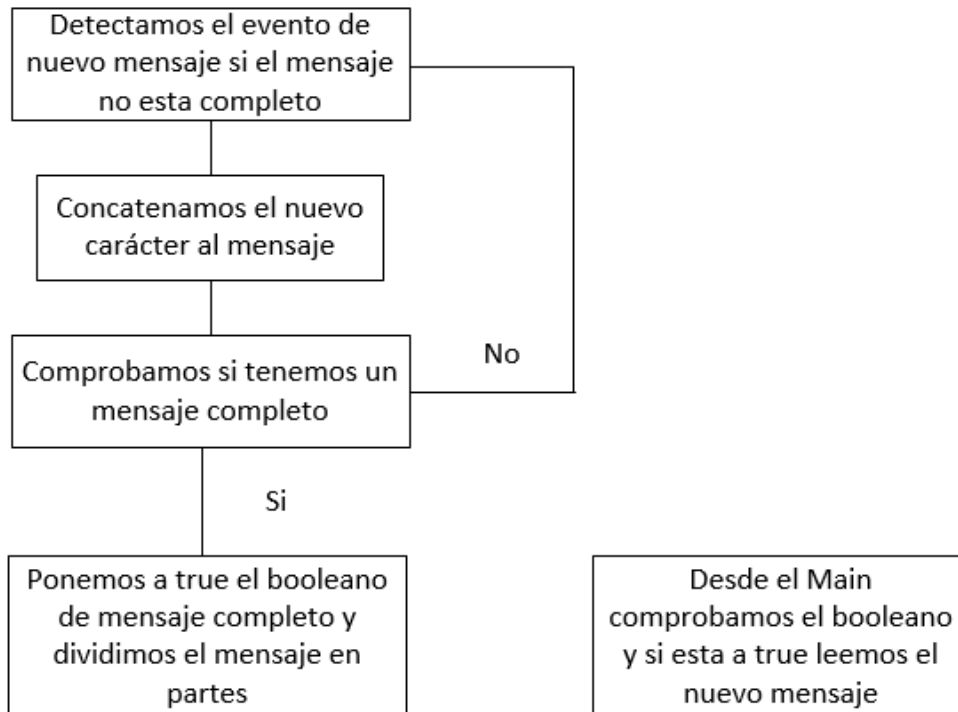 Detectamos el evento de
nuevo mensaje si el mensaje
no esta completo
Concatenamos el nuevo
carácter al mensaje
Comprobamos si tenemos un
mensaje completo
No
Si
Ponemos a true el booleano
de mensaje completo y
dividimos el mensaje en
partes
Desde el Main
comprobamos el booleano
y si esta a true leemos el
nuevo mensaje